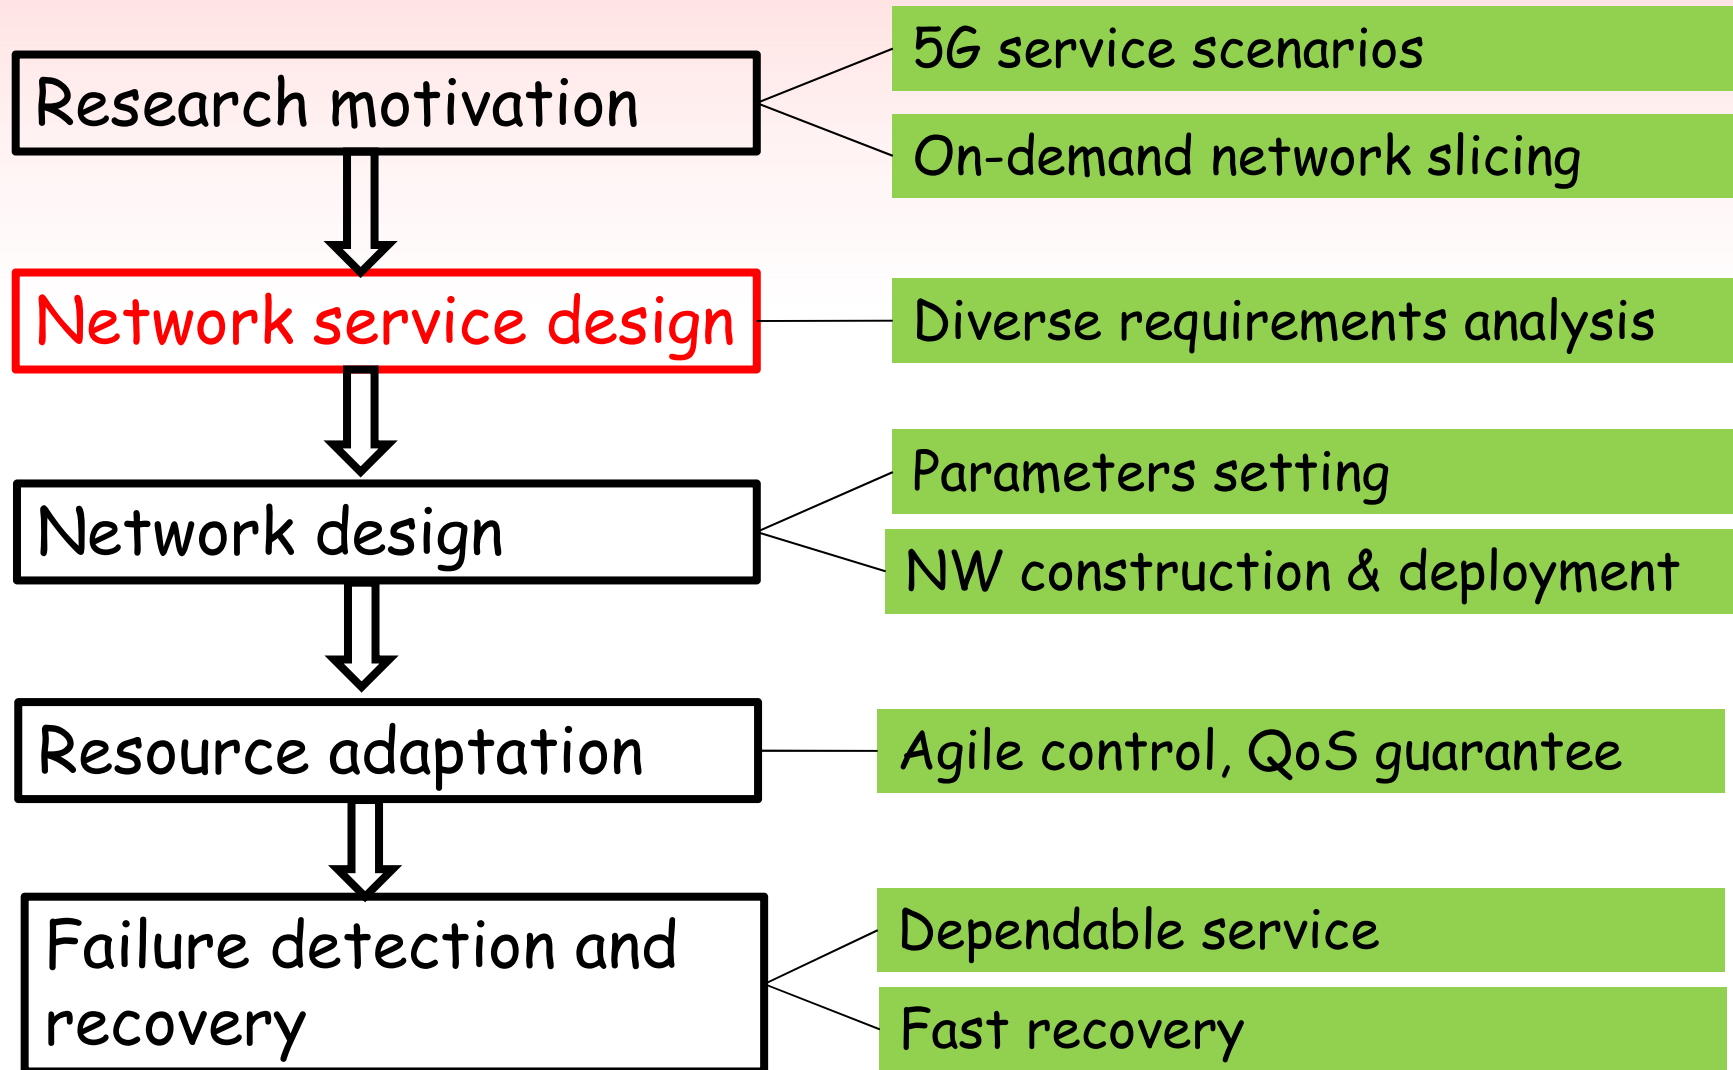 Research motivation
5G service scenarios
On-demand network slicing
Network service design
Diverse requirements analysis
Network design
Parameters setting
NW construction & deployment
Resource adaptation
Agile control, QoS guarantee
Failure detection and
recovery
Dependable service
Fast recovery